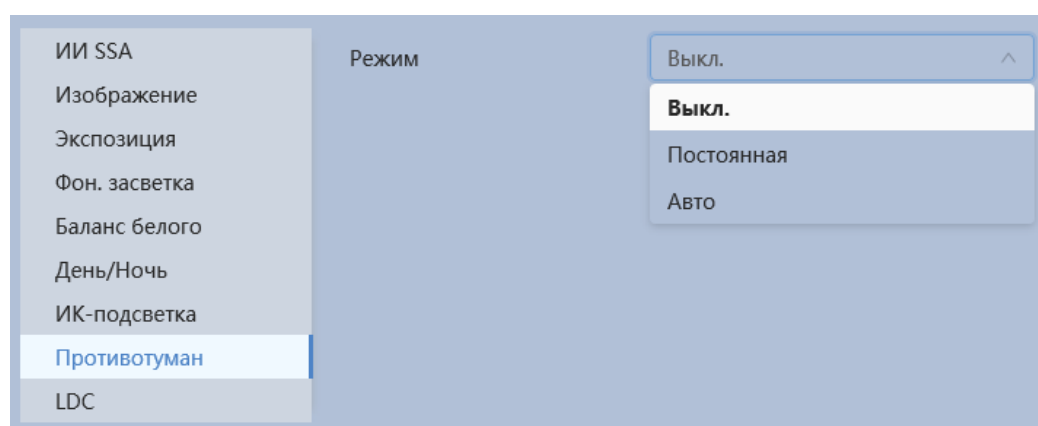 ИИ SSA
Изображение
Экспозиция
Фон. засветка
Баланс белого
День/Ночь
ИК-подсветка
Противотуман
LDC
Режим
Выкл.
Выкл.
Постоянная
Авто